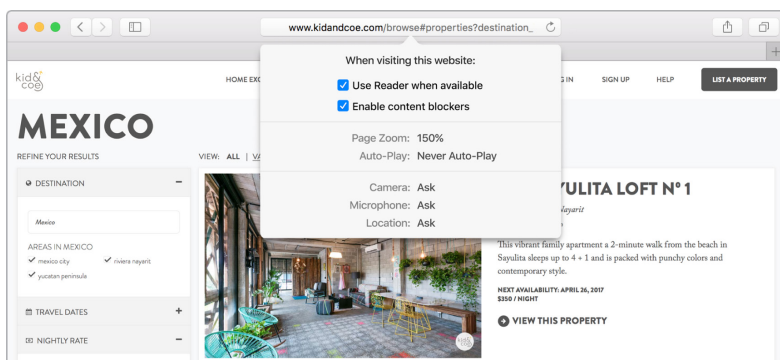 www.kidandcoe.com/browse#properties?destination_
kid&
coe
HOME EXC
IN
SIGN UP
HELP
LIST A PROPERTY
When visiting this website:
Use Reader when available
Enable content blockers
Page Zoom: 150%
Auto-Play: Never Auto-Play
Camera: Ask
Microphone: Ask
Location: Ask
MEXICO
REFINE YOUR RESULTS
VIEW: ALL |
DESTINATION
Mexico
AREAS IN MEXICO
mexico city
riviera nayarit
yucatan peninsula
TRAVEL DATES
NIGHTLY RATE
kid&
coe
YULITA LOFT Nº 1
Nayarit
This vibrant family apartment a 2-minute walk from the beach in
Sayulita sleeps up to 4 + 1 and is packed with punchy colors and
contemporary style.
NEXT AVAILABILITY: APRIL 26, 2017
$350 / NIGHT
VIEW THIS PROPERTY